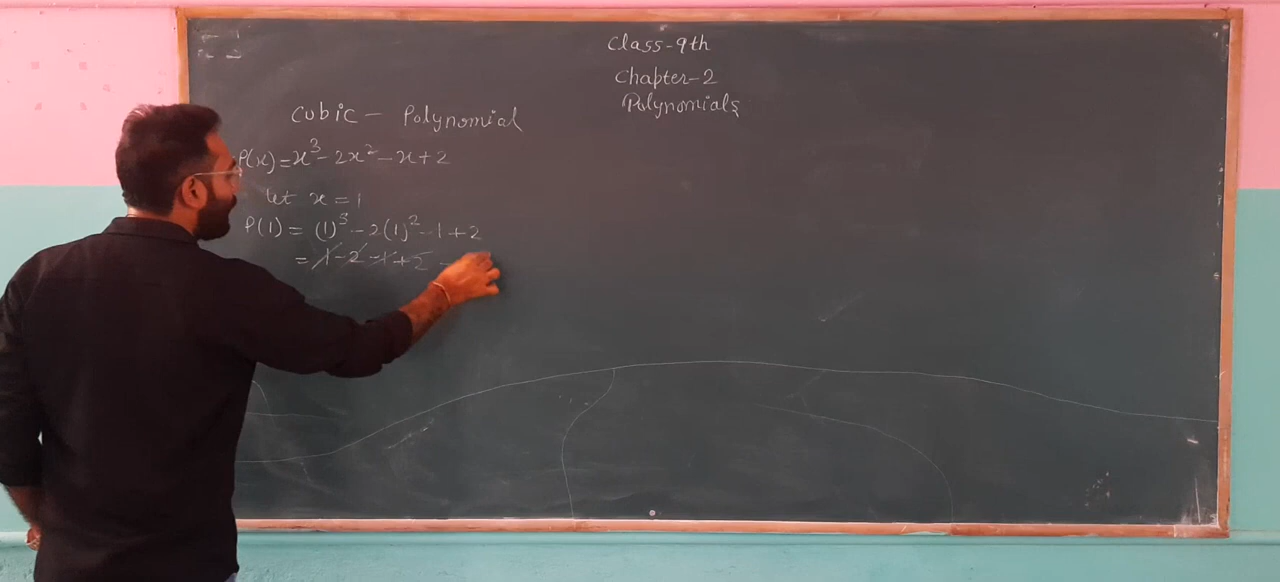 Class-9th
Chapter-2
Polynomials
Cubic - Polynomial
P(x)=x³-2x²-x+2
let x=1
P(1)=(1)³-2(1)²-1+2
=1-2-1+2